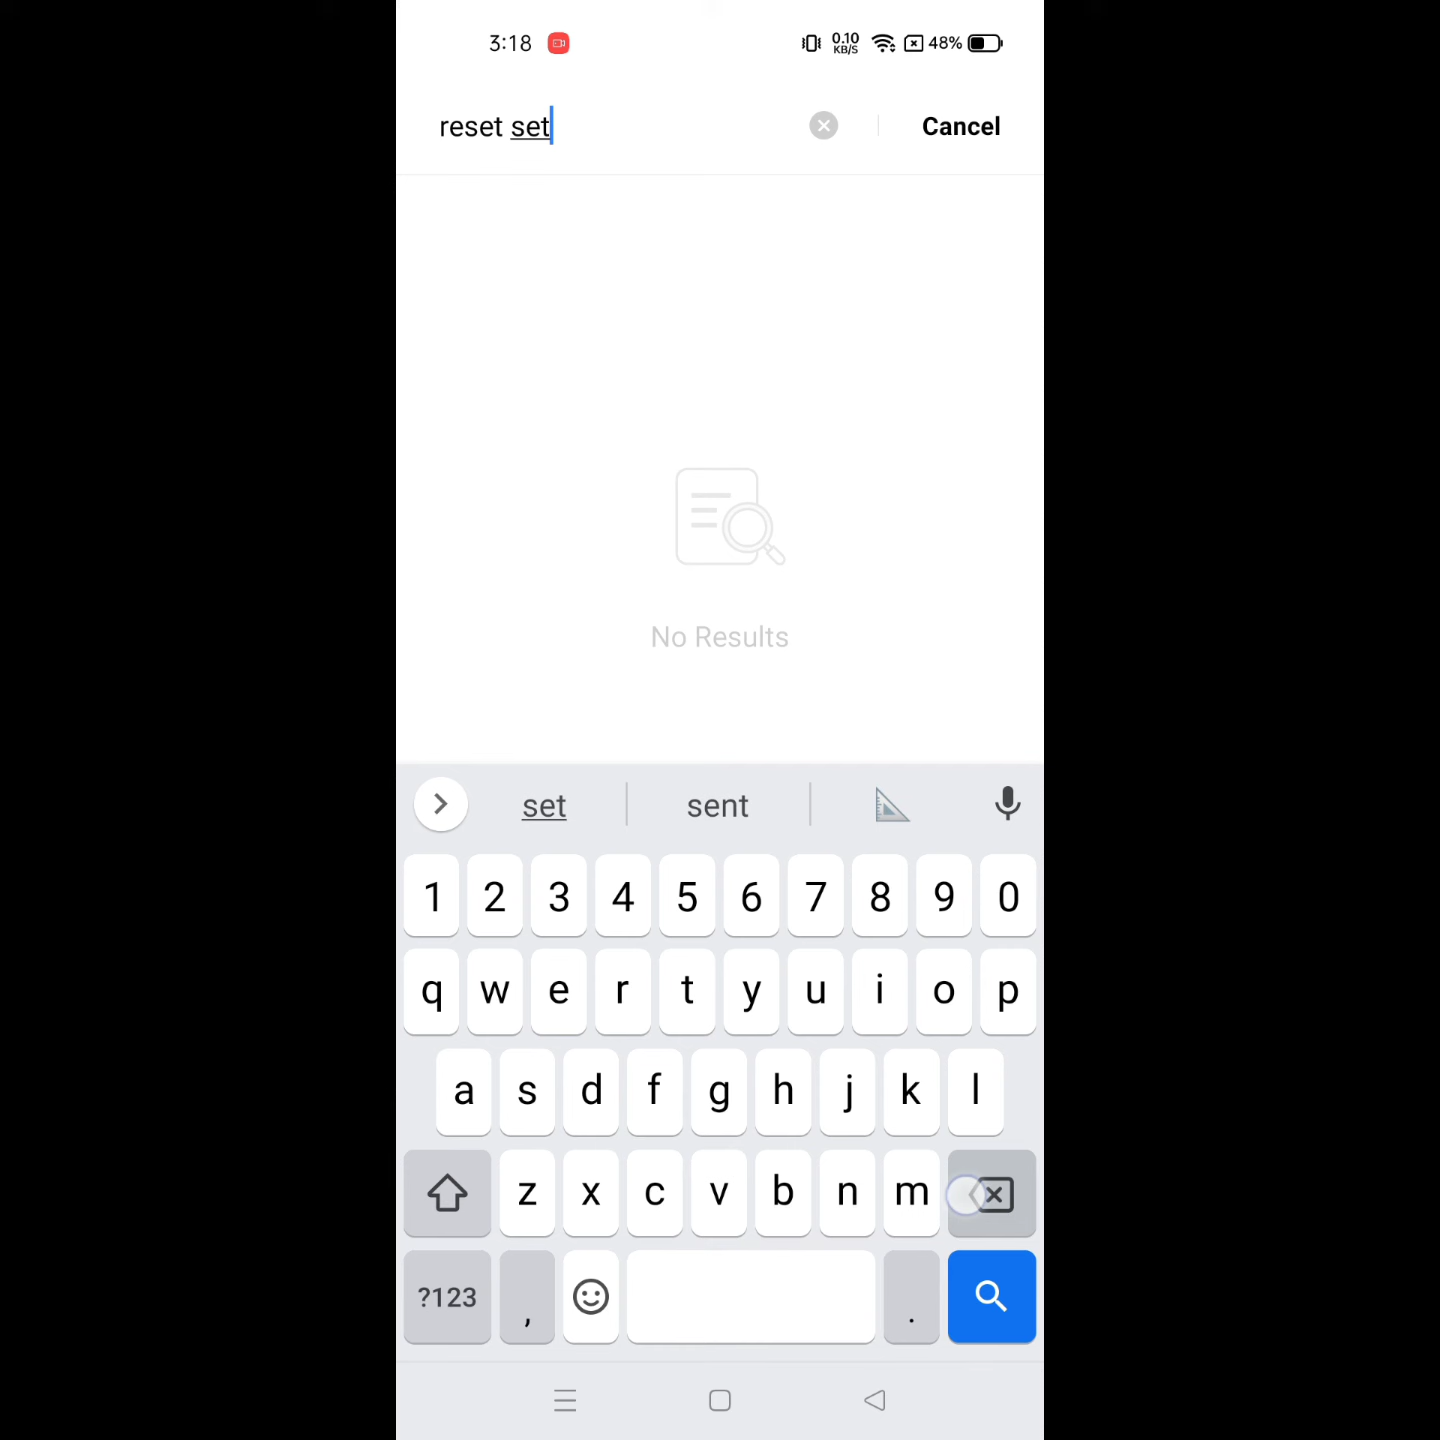 3:18 0.10 KB/S 48%
reset set Cancel
No Results
set sent
1 2 3 4 5 6 7 8 9 0
q w e r t y u i o p
a s d f g h j k l
z x c v b n m
?123 , .